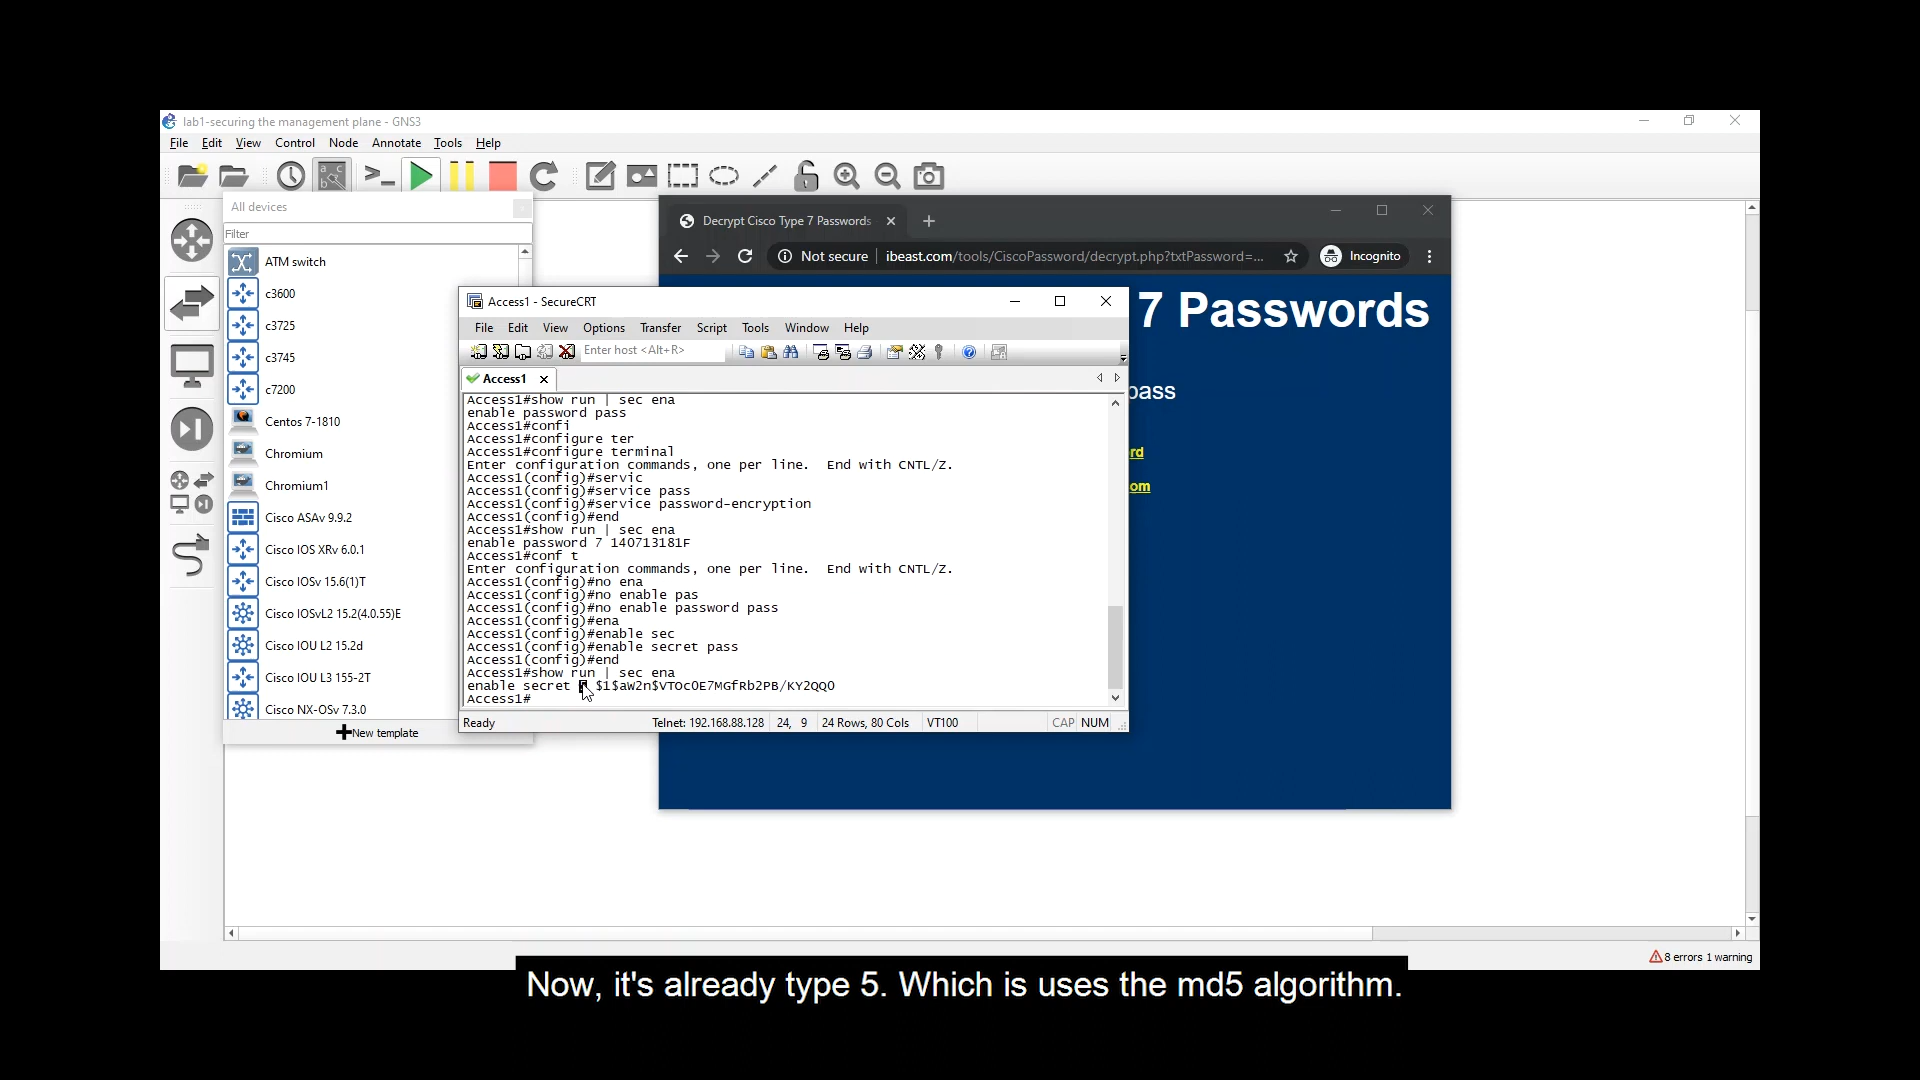 lab1-securing the management plane - GNS3
File Edit View Control Node Annotate Tools Help
All devices
Filter
ATM switch
c3600
c3725
c3745
c7200
Centos 7-1810
Chromium
Chromium1
Cisco ASAv 9.9.2
Cisco IOS XRv 6.0.1
Cisco IOSv 15.6(1)T
Cisco IOSvL2 15.2(4.0.55)E
Cisco IOU L2 15.2d
Cisco IOU L3 155-2T
Cisco NX-OSv 7.3.0
New template
Decrypt Cisco Type 7 Passwords
Not secure ibeast.com/tools/CiscoPassword/decrypt.php?txtPassword=... Incognito
7 Passwords
pass
rd
om
Access1 - SecureCRT
File Edit View Options Transfer Script Tools Window Help
Enter host <Alt+R>
Access1
Access1#show run | sec ena
enable password pass
Access1#confi
Access1#configure ter
Access1#configure terminal
Enter configuration commands, one per line. End with CNTL/Z.
Access1(config)#servic
Access1(config)#service pass
Access1(config)#service password-encryption
Access1(config)#end
Access1#show run | sec ena
enable password 7 140713181F
Access1#conf t
Enter configuration commands, one per line. End with CNTL/Z.
Access1(config)#no ena
Access1(config)#no enable pas
Access1(config)#no enable password pass
Access1(config)#ena
Access1(config)#enable sec
Access1(config)#enable secret pass
Access1(config)#end
Access1#show run | sec ena
enable secret
Access1#
Ready Telnet: 192.168.88.128 24, 9 24 Rows, 80 Cols VT100 CAP NUM
8 errors 1 warning
Now, it's already type 5. Which is uses the md5 algorithm.